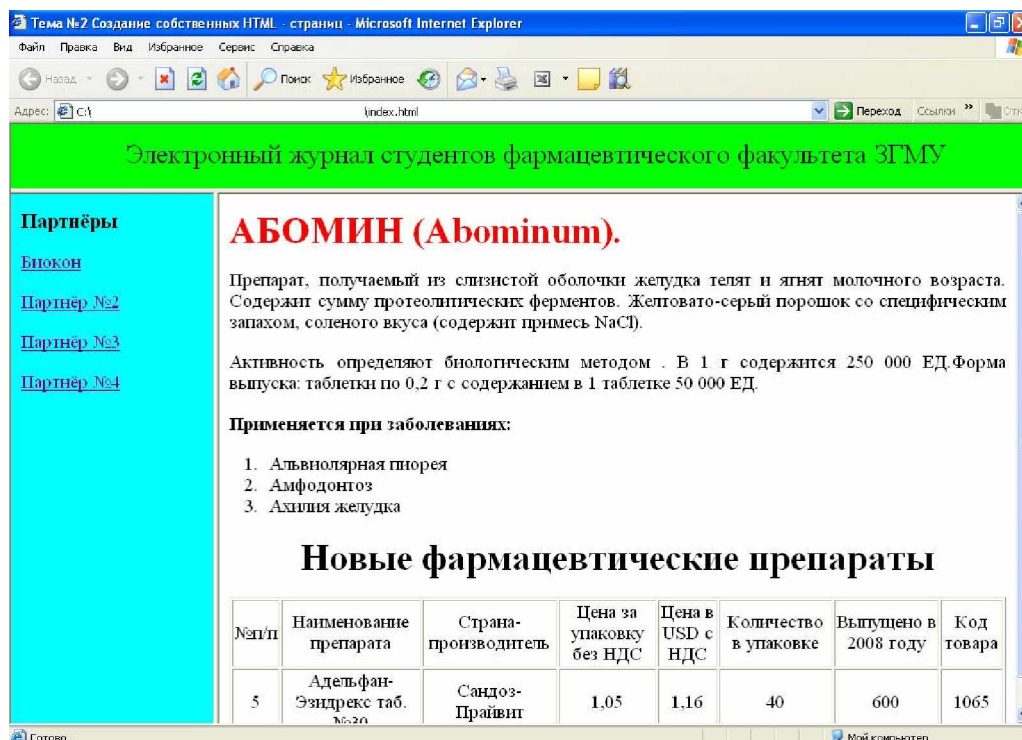 Тема №2 Создание собственных HTML - страниц - Microsoft Internet Explorer
Файл Правка Вид Избранное Сервис Справка
Назад Поиск Избранное
Адрес: C:\ \index.html Переход Ссылки »
Электронный журнал студентов фармацевтического факультета ЗГМУ
Партнёры
Биокон
Партнёр №2
Партнёр №3
Партнёр №4
АБОМИН (Abominum).
Препарат, получаемый из слизистой оболочки желудка телят и ягнят молочного возраста.
Содержит сумму протеолитических ферментов. Желтовато-серый порошок со специфическим
запахом, соленого вкуса (содержит примесь NaCl).
Активность определяют биологическим методом . В 1 г содержится 250 000 ЕД.Форма
выпуска: таблетки по 0,2 г с содержанием в 1 таблетке 50 000 ЕД.
Применяется при заболеваниях:
1. Альвиолярная пиорея
2. Амфодонтоз
3. Ахилия желудка
Новые фармацевтические препараты
№п/п
Наименование
препарата
Страна-
производитель
Цена за
упаковку
без НДС
Цена в
USD с
НДС
Количество
в упаковке
Выпущено в
2008 году
Код
товара
5
Адельфан-
Эзидрекс таб.
№30
Сандоз-
Прайвит
1,05
1,16
40
600
1065
Готово Мой компьютер